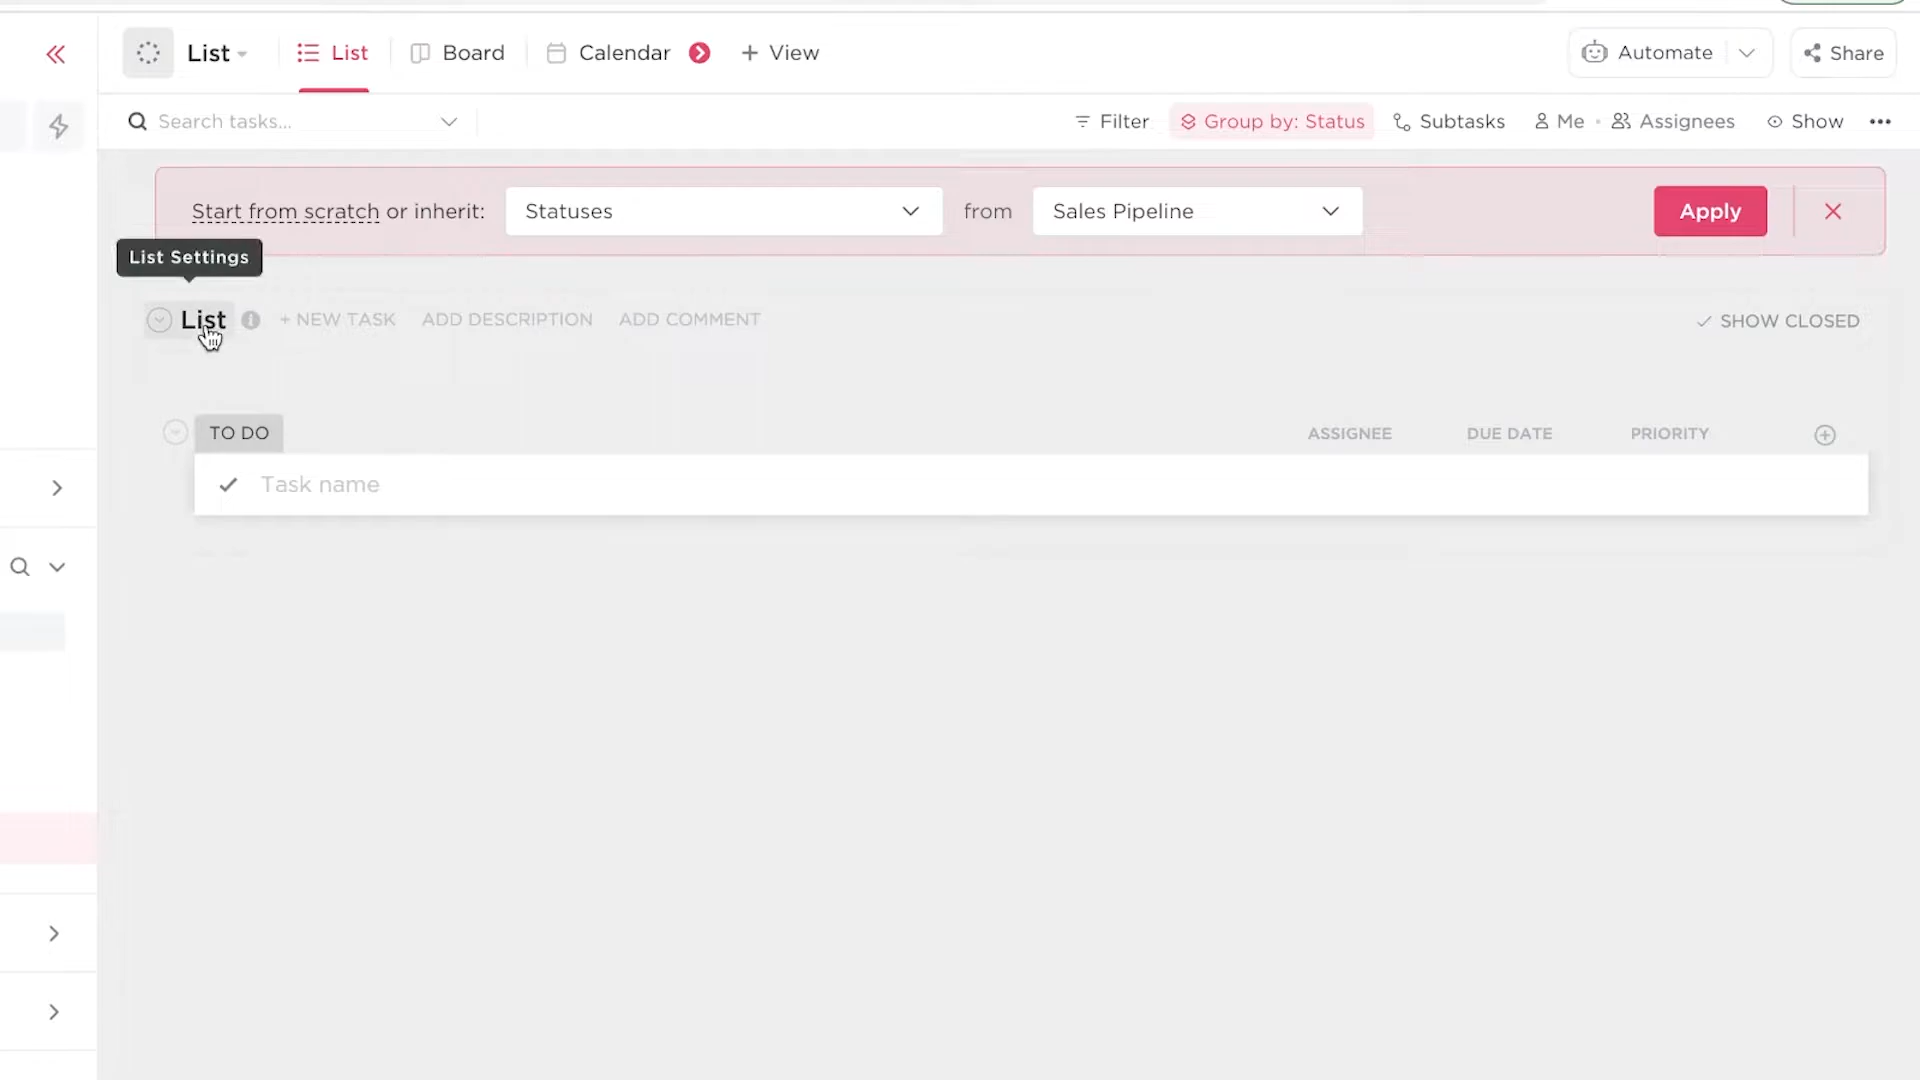 List
List
Board
Calendar
+ View
Automate
Share
Search tasks...
Filter
Group by: Status
Subtasks
Me
Assignees
Show
Start from scratch or inherit:
Statuses
from
Sales Pipeline
Apply
List Settings
List
+ NEW TASK
ADD DESCRIPTION
ADD COMMENT
SHOW CLOSED
TO DO
ASSIGNEE
DUE DATE
PRIORITY
Task name